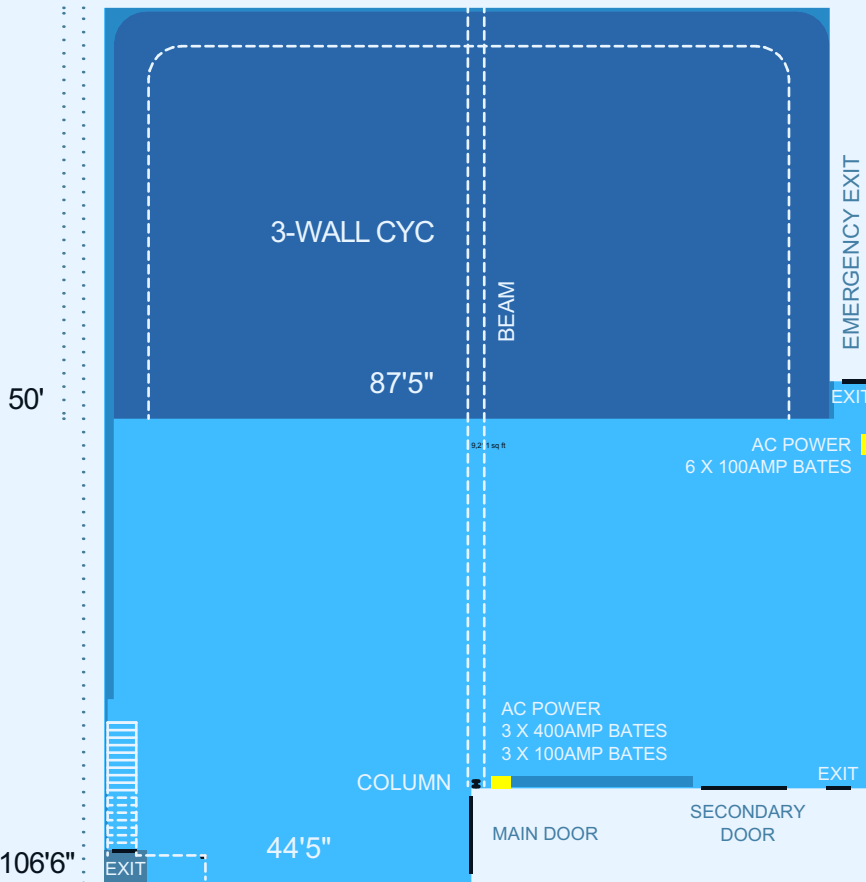 EMERGENCY EXIT
3-WALL CYC
BEAM
87'5"
50'
EXIT
AC POWER
6 X 100AMP BATES
AC POWER
3 X 400AMP BATES
3 X 100AMP BATES
COLUMN
EXIT
MAIN DOOR
SECONDARY
DOOR
44'5"
106'6"
EXIT